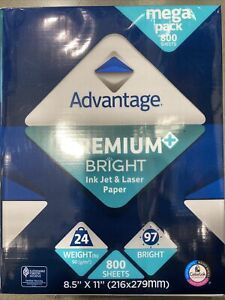 mega
pack
800
SHEETS
Advantage
PREMIUM+
BRIGHT
Ink Jet & Laser
Paper
24
WEIGHT
97
BRIGHT
800
SHEETS
8.5" X 11" (216x279mm)